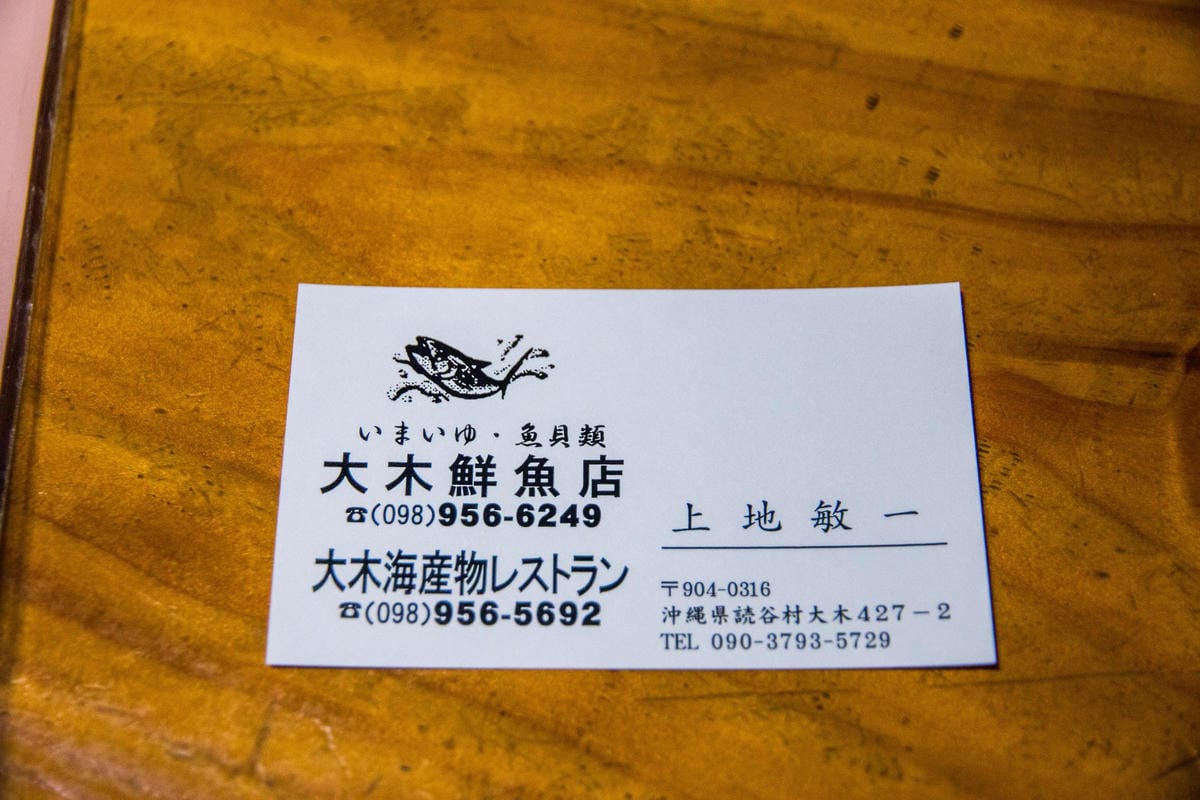 いまいゆ・魚貝類
大木鮮魚店
☎(098)956-6249
大木海産物レストラン
☎(098)956-5692
上地敏一
〒904-0316
沖縄県読谷村大木427−2
TEL 090-3793-5729